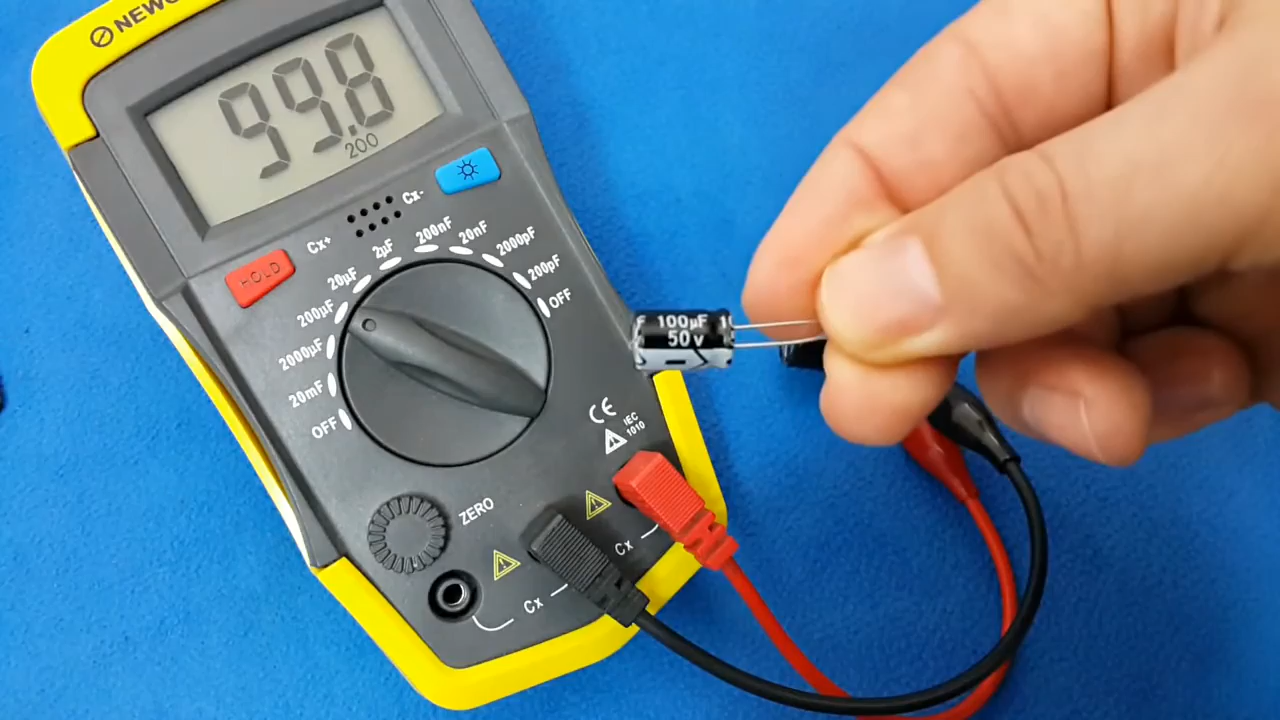 99.8
200
Cx-
Cx+
HOLD
200nF
20nF
2µF
2000pF
20µF
200pF
200µF
OFF
2000µF
20mF
OFF
100µF
50v
CE
IEC
1010
ZERO
Cx
Cx